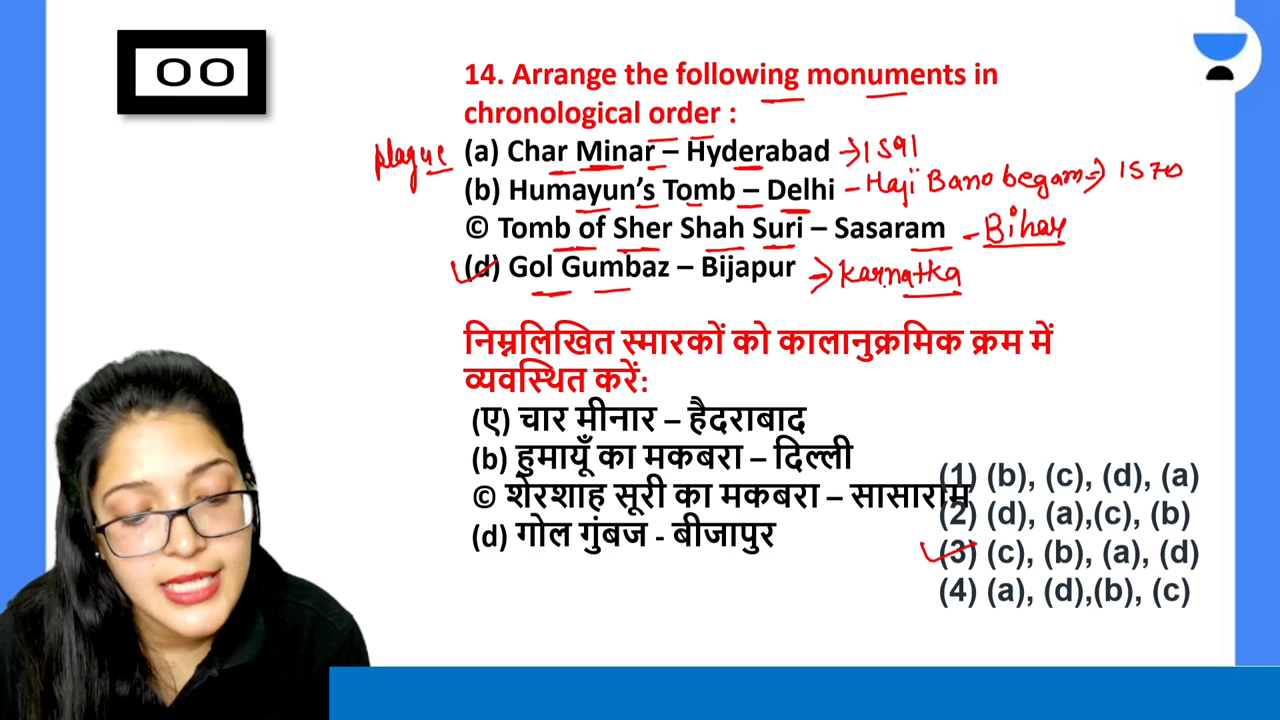 00
14. Arrange the following monuments in
chronological order :
plague (a) Char Minar – Hyderabad → 1591
(b) Humayun's Tomb – Delhi – Haji Bano begam → 1570
© Tomb of Sher Shah Suri – Sasaram – Bihar
(d) Gol Gumbaz – Bijapur → Karnatka
निम्नलिखित स्मारकों को कालानुक्रमिक क्रम में
व्यवस्थित करें:
(ए) चार मीनार – हैदराबाद
(b) हुमायूँ का मकबरा – दिल्ली
© शेरशाह सूरी का मकबरा – सासाराम
(d) गोल गुंबज - बीजापुर
(1) (b), (c), (d), (a)
(2) (d), (a),(c), (b)
(3) (c), (b), (a), (d)
(4) (a), (d),(b), (c)